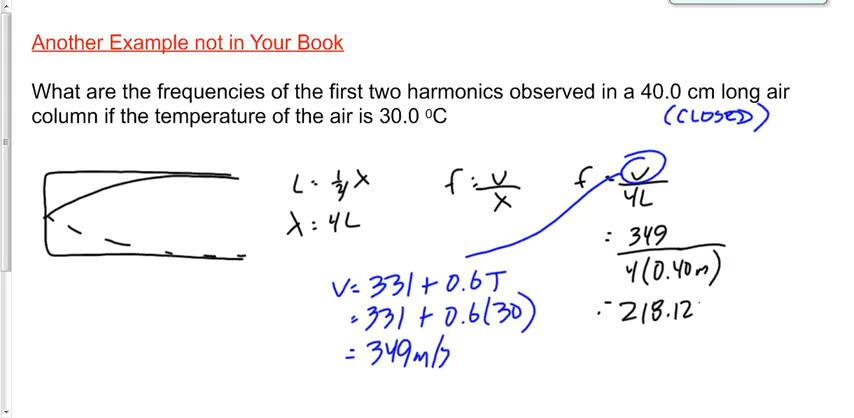 Another Example not in Your Book
What are the frequencies of the first two harmonics observed in a 40.0 cm long air
column if the temperature of the air is 30.0 ⁰C
(CLOSED)
L = ¼ λ
λ = 4L
f = v/λ
f = v/4L
= 349/4(0.40m)
= 218.12
v = 331 + 0.6T
= 331 + 0.6(30)
= 349 m/s